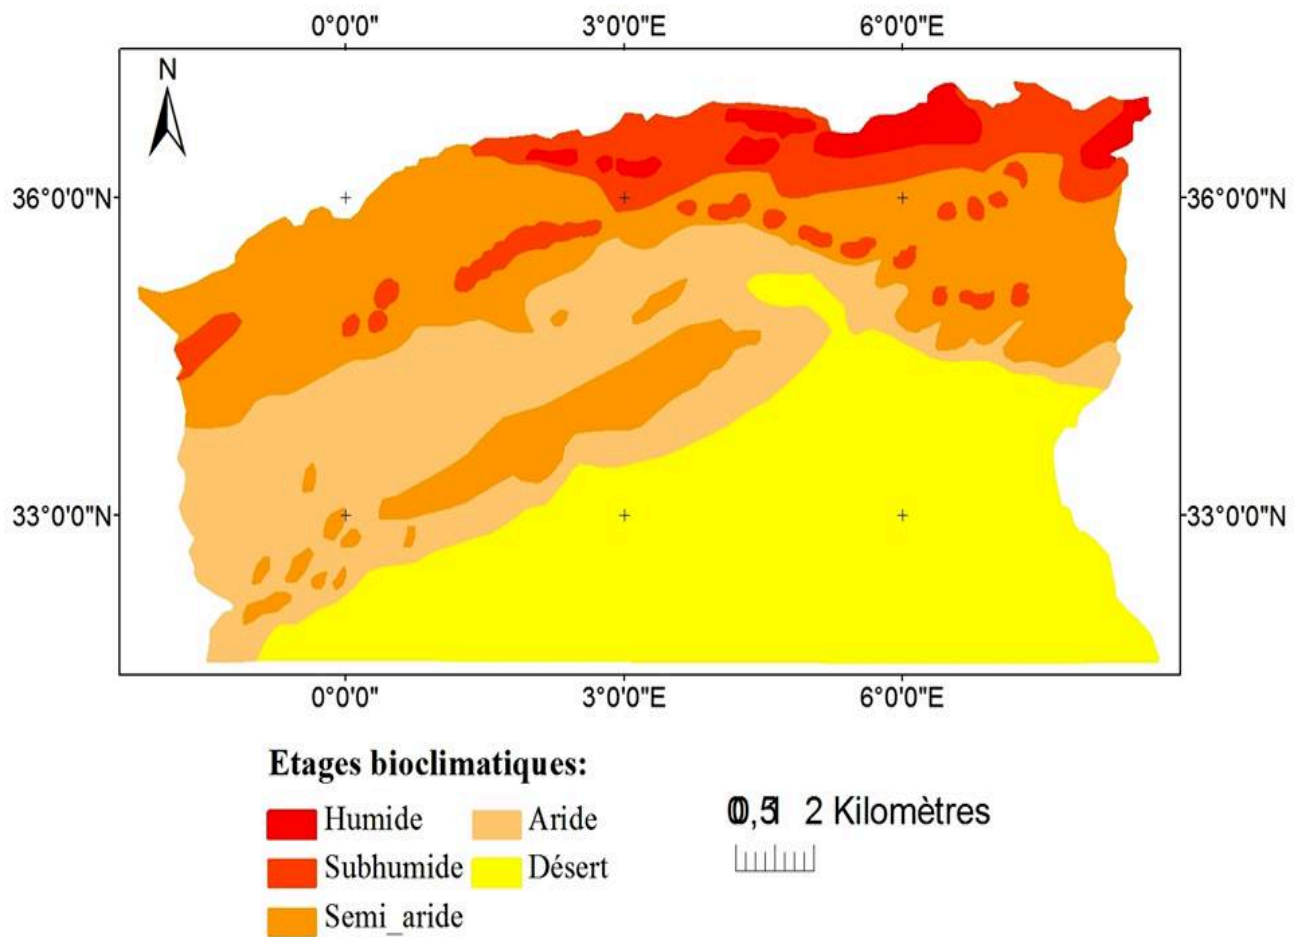 0°0'0" 3°0'0"E 6°0'0"E
N
36°0'0"N 36°0'0"N
33°0'0"N 33°0'0"N
0°0'0" 3°0'0"E 6°0'0"E
Etages bioclimatiques:
Humide Aride
Subhumide Désert
Semi_aride
2 Kilomètres